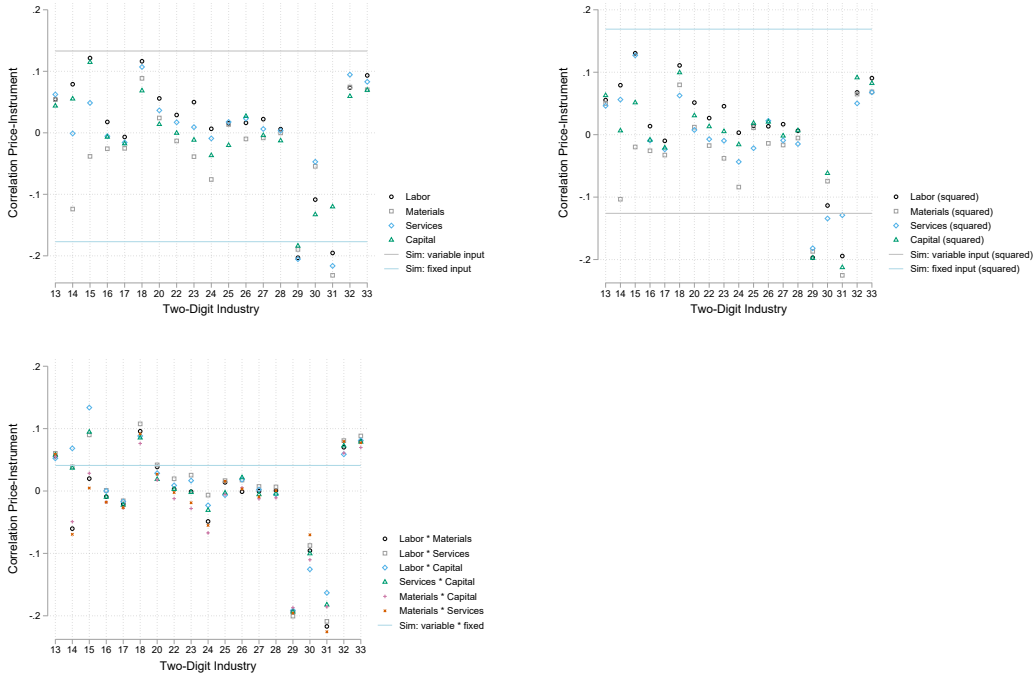 .2
.1
0
-.1
-.2
Correlation Price-Instrument
Labor
Materials
Services
Capital
Sim: variable input
Sim: fixed input
13 14 15 16 17 18 20 22 23 24 25 26 27 28 29 30 31 32 33
Two-Digit Industry
.2
.1
0
-.1
-.2
Correlation Price-Instrument
Labor (squared)
Materials (squared)
Services (squared)
Capital (squared)
Sim: variable input (squared)
Sim: fixed input (squared)
13 14 15 16 17 18 20 22 23 24 25 26 27 28 29 30 31 32 33
Two-Digit Industry
.2
.1
0
-.1
-.2
Correlation Price-Instrument
Labor * Materials
Labor * Services
Labor * Capital
Services * Capital
Materials * Capital
Materials * Services
Sim: variable * fixed
13 14 15 16 17 18 20 22 23 24 25 26 27 28 29 30 31 32 33
Two-Digit Industry